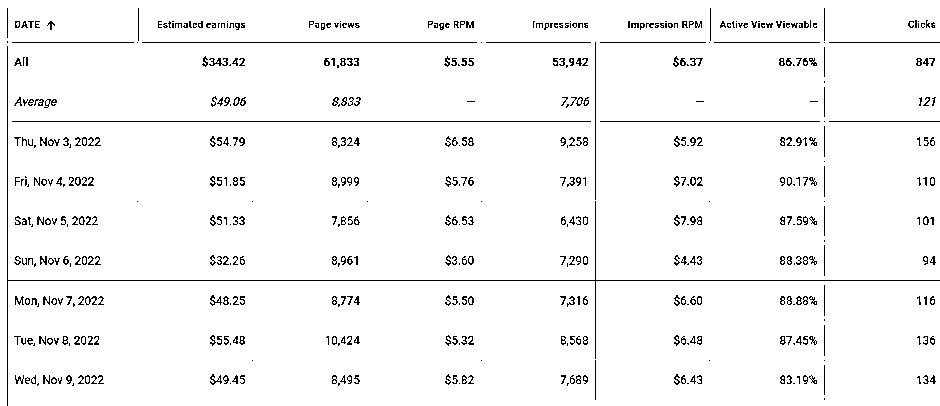 DATE ↑ Estimated earnings Page views Page RPM Impressions Impression RPM Active View Viewable Clicks
All $343.42 61,833 $5.55 53,942 $6.37 86.76% 847
Average $49.06 8,833 — 7,706 — — 121
Thu, Nov 3, 2022 $54.79 8,324 $6.58 9,258 $5.92 82.91% 156
Fri, Nov 4, 2022 $51.85 8,999 $5.76 7,391 $7.02 90.17% 110
Sat, Nov 5, 2022 $51.33 7,856 $6.53 6,430 $7.98 87.59% 101
Sun, Nov 6, 2022 $32.26 8,961 $3.60 7,290 $4.43 88.38% 94
Mon, Nov 7, 2022 $48.25 8,774 $5.50 7,316 $6.60 88.88% 116
Tue, Nov 8, 2022 $55.48 10,424 $5.32 8,568 $6.48 87.45% 136
Wed, Nov 9, 2022 $49.45 8,495 $5.82 7,689 $6.43 83.19% 134